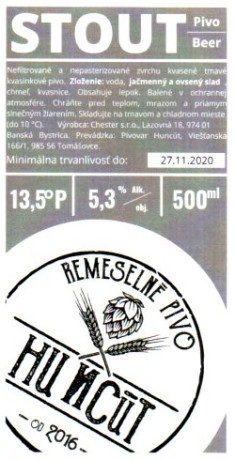 STOUT
Pivo
Beer
Nefiltrované a nepasterizované zvrchu kvasené tmavé
kvasinkové pivo. Zloženie: voda, jačmenný a ovsený slad
chmeľ, kvasnice. Obsahuje lepok. Balené v ochrannej
atmosfére. Chráňte pred teplom, mrazom a priamym
slnečným žiarením. Skladujte na tmavom a chladnom mieste
(do 10 °C). Výrobca: Chester s.r.o., Lazovná 18, 974 01
Banská Bystrica, Prevádzka: Pivovar Huncút, Vieštanská
166/1, 985 56 Tomášovce.
Minimálna trvanlivosť do: 27.11.2020
13,5°P 5,3 % Alk./obj. 500ml
REMESELNÉ PIVO
HUNCÚT
- OD 2016 -